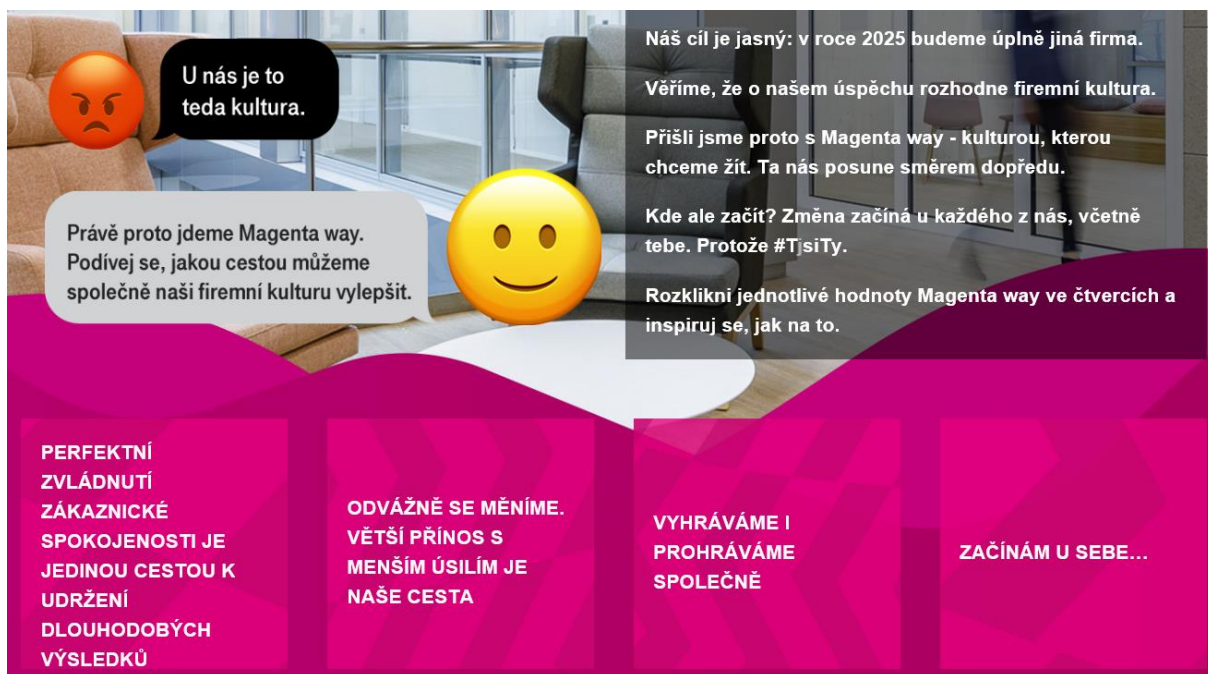 U nás je to
teda kultura.
Právě proto jdeme Magenta way.
Podívej se, jakou cestou můžeme
společně naši firemní kulturu vylepšit.
Náš cíl je jasný: v roce 2025 budeme úplně jiná firma.
Věříme, že o našem úspěchu rozhodne firemní kultura.
Přišli jsme proto s Magenta way - kulturou, kterou
chceme žít. Ta nás posune směrem dopředu.
Kde ale začít? Změna začíná u každého z nás, včetně
tebe. Protože #TjsiTy.
Rozklikni jednotlivé hodnoty Magenta way ve čtvercích a
inspiruj se, jak na to.
PERFEKTNÍ
ZVLÁDNUTÍ
ZÁKAZNICKÉ
SPOKOJENOSTI JE
JEDINOU CESTOU K
UDRŽENÍ
DLOUHODOBÝCH
VÝSLEDKŮ
ODVÁŽNĚ SE MĚNÍME.
VĚTŠÍ PŘÍNOS S
MENŠÍM ÚSILÍM JE
NAŠE CESTA
VYHRÁVÁME I
PROHRÁVÁME
SPOLEČNĚ
ZAČÍNÁM U SEBE…